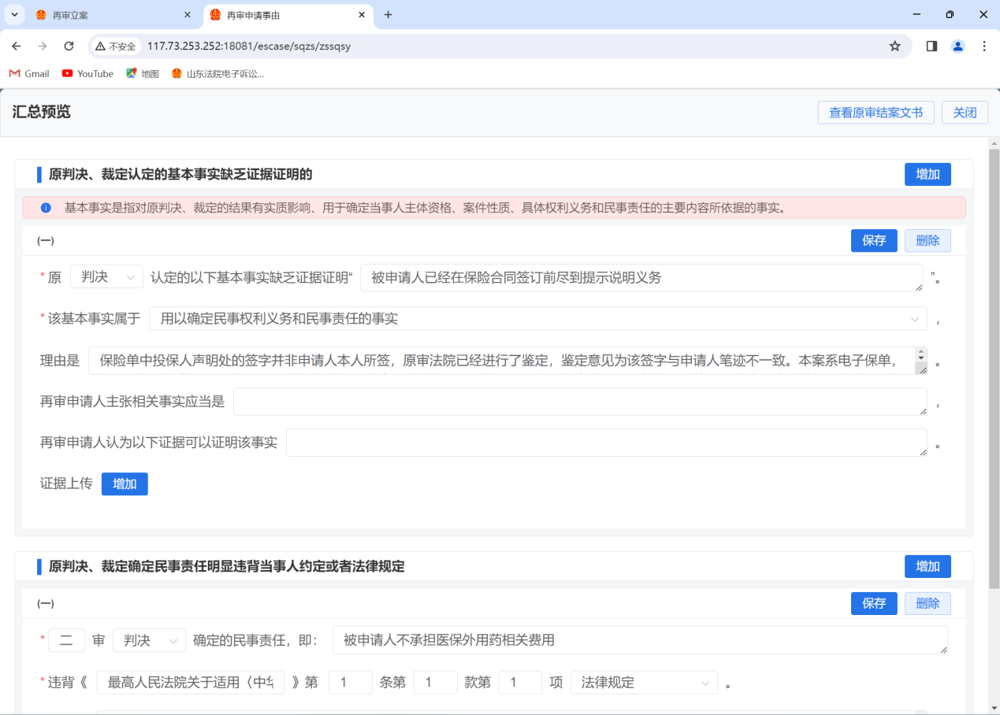 再审立案
再审申请事由
不安全 117.73.253.252:18081/escase/sqzs/zssqsy
Gmail YouTube 地图 山东法院电子诉讼...
汇总预览 查看原审结案文书 关闭
原判决、裁定认定的基本事实缺乏证据证明的 增加
基本事实是指对原判决、裁定的结果有实质影响、用于确定当事人主体资格、案件性质、具体权利义务和民事责任的主要内容所依据的事实。
(一) 保存 删除
*原 判决 认定的以下基本事实缺乏证据证明“ 被申请人已经在保险合同签订前尽到提示说明义务 ”。
*该基本事实属于 用以确定民事权利义务和民事责任的事实 ，
理由是 保险单中投保人声明处的签字并非申请人本人所签，原审法院已经进行了鉴定，鉴定意见为该签字与申请人笔迹不一致。本案系电子保单， 。
再审申请人主张相关事实应当是 ，
再审申请人认为以下证据可以证明该事实 。
证据上传 增加
原判决、裁定确定民事责任明显违背当事人约定或者法律规定 增加
(一) 保存 删除
* 二 审 判决 确定的民事责任，即： 被申请人不承担医保外用药相关费用
*违背《 最高人民法院关于适用〈中 》第 1 条第 1 款第 1 项 法律规定 。